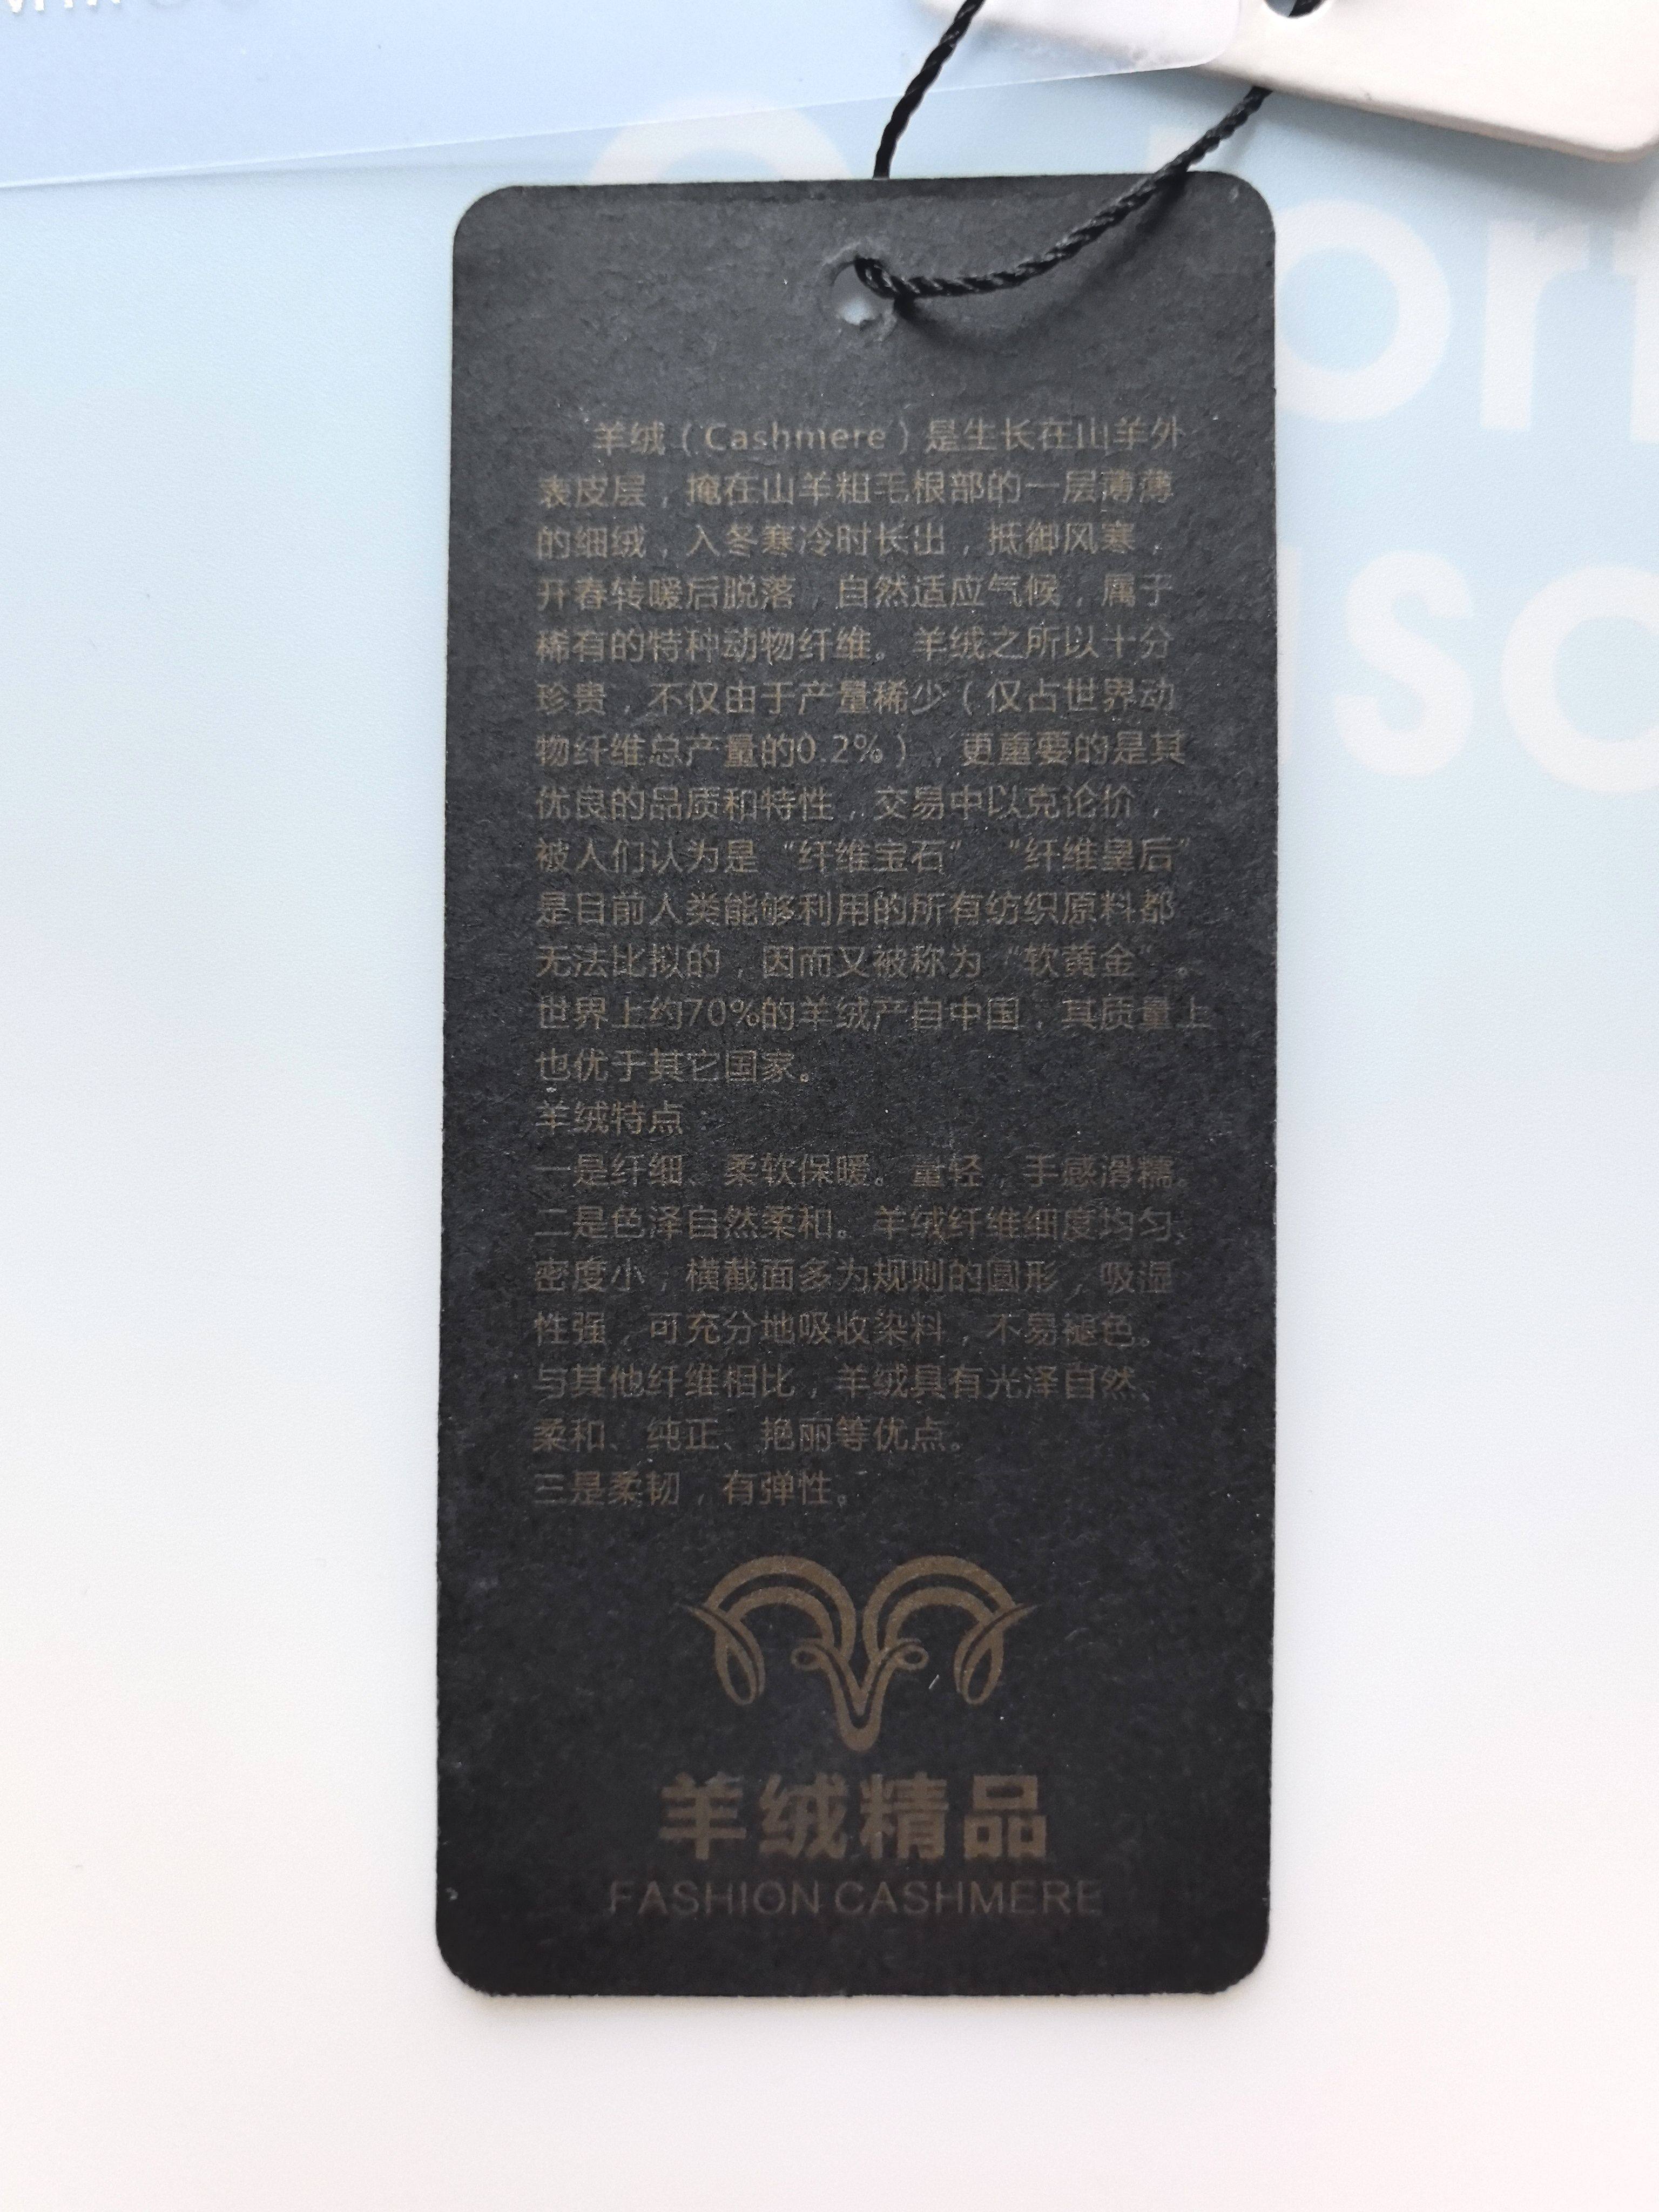 羊绒（Cashmere）是生长在山羊外
表皮层，掩在山羊粗毛根部的一层薄薄
的细绒，入冬寒冷时长出，抵御风寒，
开春转暖后脱落，自然适应气候，属于
稀有的特种动物纤维。羊绒之所以十分
珍贵，不仅由于产量稀少（仅占世界动
物纤维总产量的0.2%），更重要的是其
优良的品质和特性，交易中以克论价，
被人们认为是“纤维宝石”“纤维皇后”
是目前人类能够利用的所有纺织原料都
无法比拟的，因而又被称为“软黄金”。
世界上约70%的羊绒产自中国，其质量上
也优于其它国家。
羊绒特点：
一是纤细、柔软保暖。量轻，手感滑糯。
二是色泽自然柔和。羊绒纤维细度均匀、
密度小，横截面多为规则的圆形，吸湿
性强，可充分地吸收染料，不易褪色。
与其他纤维相比，羊绒具有光泽自然、
柔和、纯正、艳丽等优点。
三是柔韧，有弹性。
羊绒精品
FASHION CASHMERE